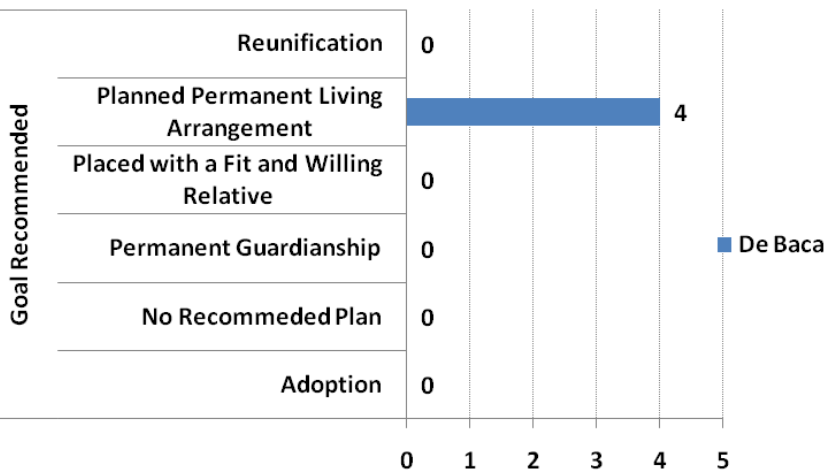 Goal Recommended
Reunification 0
Planned Permanent Living
Arrangement 4
Placed with a Fit and Willing
Relative 0
Permanent Guardianship 0
No Recommeded Plan 0
Adoption 0
De Baca
0 1 2 3 4 5